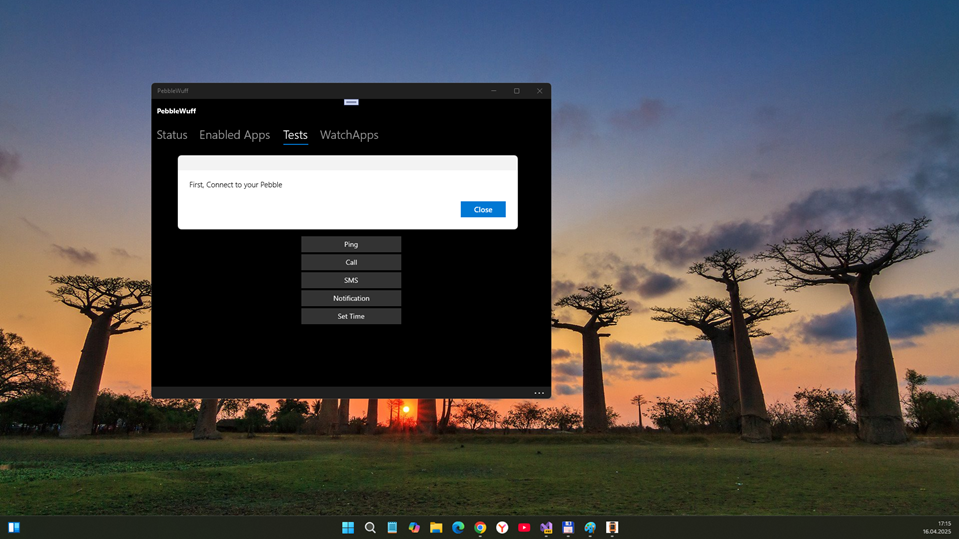 PebbleWuff
PebbleWuff
Status Enabled Apps Tests WatchApps
First, Connect to your Pebble
Close
Ping
Call
SMS
Notification
Set Time
17:15
16.04.2025